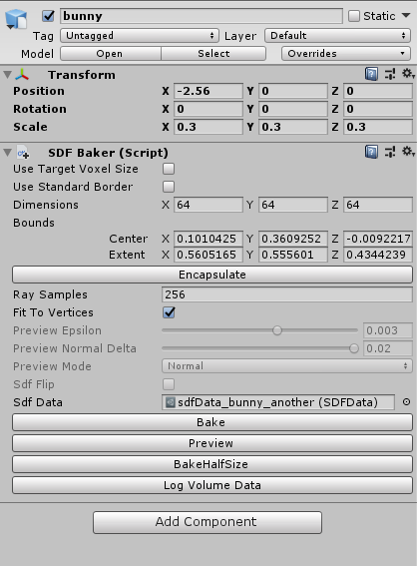 bunny Static
Tag Untagged Layer Default
Model Open Select Overrides
Transform
Position X -2.56 Y 0 Z 0
Rotation X 0 Y 0 Z 0
Scale X 0.3 Y 0.3 Z 0.3
SDF Baker (Script)
Use Target Voxel Size
Use Standard Border
Dimensions X 64 Y 64 Z 64
Bounds
Center X 0.1010425 Y 0.3609252 Z -0.0092217
Extent X 0.5605165 Y 0.555601 Z 0.4344239
Encapsulate
Ray Samples 256
Fit To Vertices
Preview Epsilon 0.003
Preview Normal Delta 0.02
Preview Mode Normal
Sdf Flip
Sdf Data sdfData_bunny_another (SDFData)
Bake
Preview
BakeHalfSize
Log Volume Data
Add Component